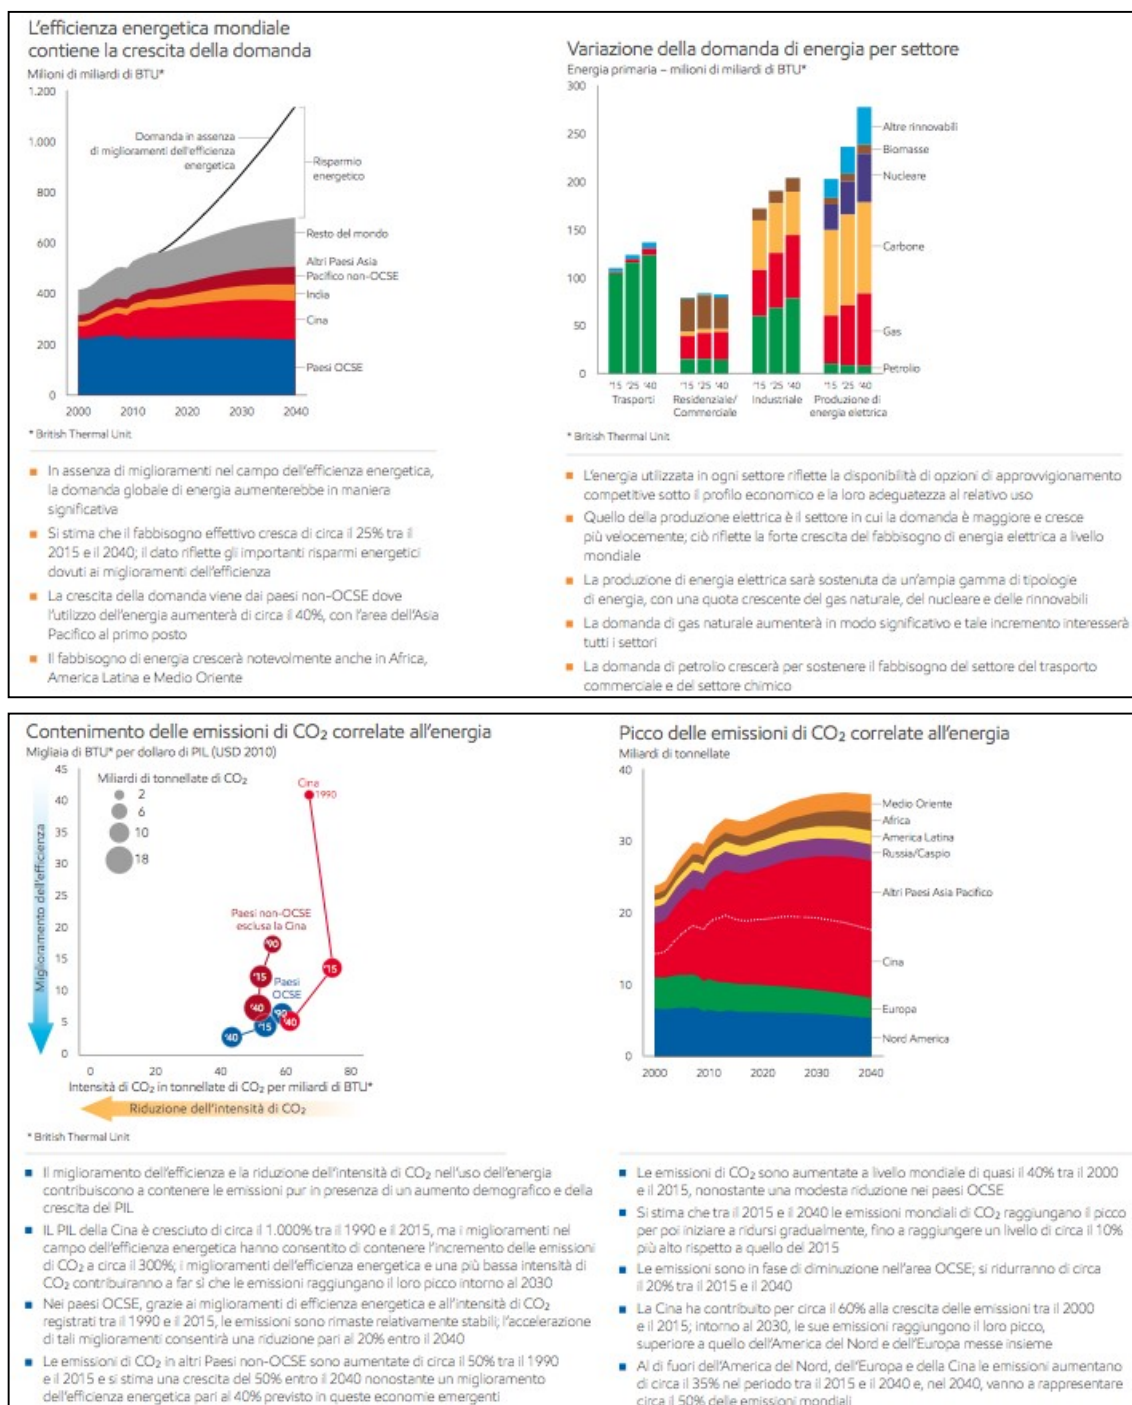 L'efficienza energetica mondiale
contiene la crescita della domanda
Milioni di miliardi di BTU*
1.200
1.000
800
600
400
200
0
Domanda in assenza
di miglioramenti dell'efficienza
energetica
Risparmio
energetico
Resto del mondo
Altri Paesi Asia
Pacifico non-OCSE
India
Cina
Paesi OCSE
2000 2010 2020 2030 2040
* British Thermal Unit
In assenza di miglioramenti nel campo dell'efficienza energetica,
la domanda globale di energia aumenterebbe in maniera
significativa
Si stima che il fabbisogno effettivo cresca di circa il 25% tra il
2015 e il 2040; il dato riflette gli importanti risparmi energetici
dovuti ai miglioramenti dell'efficienza
La crescita della domanda viene dai paesi non-OCSE dove
l'utilizzo dell'energia aumenterà di circa il 40%, con l'area dell'Asia
Pacifico al primo posto
Il fabbisogno di energia crescerà notevolmente anche in Africa,
America Latina e Medio Oriente
Variazione della domanda di energia per settore
Energia primaria – milioni di miliardi di BTU*
300
250
200
150
100
50
0
Altre rinnovabili
Biomasse
Nucleare
Carbone
Gas
Petrolio
'15 '25 '40 '15 '25 '40 '15 '25 '40 '15 '25 '40
Trasporti Residenziale/ Industriale Produzione di
Commerciale energia elettrica
* British Thermal Unit
L'energia utilizzata in ogni settore riflette la disponibilità di opzioni di approvvigionamento
competitive sotto il profilo economico e la loro adeguatezza al relativo uso
Quello della produzione elettrica è il settore in cui la domanda è maggiore e cresce
più velocemente; ciò riflette la forte crescita del fabbisogno di energia elettrica a livello
mondiale
La produzione di energia elettrica sarà sostenuta da un'ampia gamma di tipologie
di energia, con una quota crescente del gas naturale, del nucleare e delle rinnovabili
La domanda di gas naturale aumenterà in modo significativo e tale incremento interesserà
tutti i settori
La domanda di petrolio crescerà per sostenere il fabbisogno del settore del trasporto
commerciale e del settore chimico
Contenimento delle emissioni di CO₂ correlate all'energia
Migliaia di BTU* per dollaro di PIL (USD 2010)
45
40
35
30
25
20
15
10
5
0
Miglioramento dell'efficienza
Miliardi di tonnellate di CO₂
2
6
10
18
Cina
1990
Paesi non-OCSE
esclusa la Cina
'90
'15
'15
Paesi
OCSE
'40
'90
'40
'15
'40
0 20 40 60 80
Intensità di CO₂ in tonnellate di CO₂ per miliardi di BTU*
Riduzione dell'intensità di CO₂
* British Thermal Unit
Il miglioramento dell'efficienza e la riduzione dell'intensità di CO₂ nell'uso dell'energia
contribuiscono a contenere le emissioni pur in presenza di un aumento demografico e della
crescita del PIL
IL PIL della Cina è cresciuto di circa il 1.000% tra il 1990 e il 2015, ma i miglioramenti nel
campo dell'efficienza energetica hanno consentito di contenere l'incremento delle emissioni
di CO₂ a circa il 300%; i miglioramenti dell'efficienza energetica e una più bassa intensità di
CO₂ contribuiranno a far sì che le emissioni raggiungano il loro picco intorno al 2030
Nei paesi OCSE, grazie ai miglioramenti di efficienza energetica e all'intensità di CO₂
registrati tra il 1990 e il 2015, le emissioni sono rimaste relativamente stabili; l'accelerazione
di tali miglioramenti consentirà una riduzione pari al 20% entro il 2040
Le emissioni di CO₂ in altri Paesi non-OCSE sono aumentate di circa il 50% tra il 1990
e il 2015 e si stima una crescita del 50% entro il 2040 nonostante un miglioramento
dell'efficienza energetica pari al 40% previsto in queste economie emergenti
Picco delle emissioni di CO₂ correlate all'energia
Miliardi di tonnellate
40
30
20
10
0
Medio Oriente
Africa
America Latina
Russia/Caspio
Altri Paesi Asia Pacifico
Cina
Europa
Nord America
2000 2010 2020 2030 2040
Le emissioni di CO₂ sono aumentate a livello mondiale di quasi il 40% tra il 2000
e il 2015, nonostante una modesta riduzione nei paesi OCSE
Si stima che tra il 2015 e il 2040 le emissioni mondiali di CO₂ raggiungano il picco
per poi iniziare a ridursi gradualmente, fino a raggiungere un livello di circa il 10%
più alto rispetto a quello del 2015
Le emissioni sono in fase di diminuzione nell'area OCSE; si ridurranno di circa
il 20% tra il 2015 e il 2040
La Cina ha contribuito per circa il 60% alla crescita delle emissioni tra il 2000
e il 2015; intorno al 2030, le sue emissioni raggiungono il loro picco,
superiore a quello dell'America del Nord e dell'Europa messe insieme
Al di fuori dell'America del Nord, dell'Europa e della Cina le emissioni aumentano
di circa il 35% nel periodo tra il 2015 e il 2040 e, nel 2040, vanno a rappresentare
circa il 50% delle emissioni mondiali